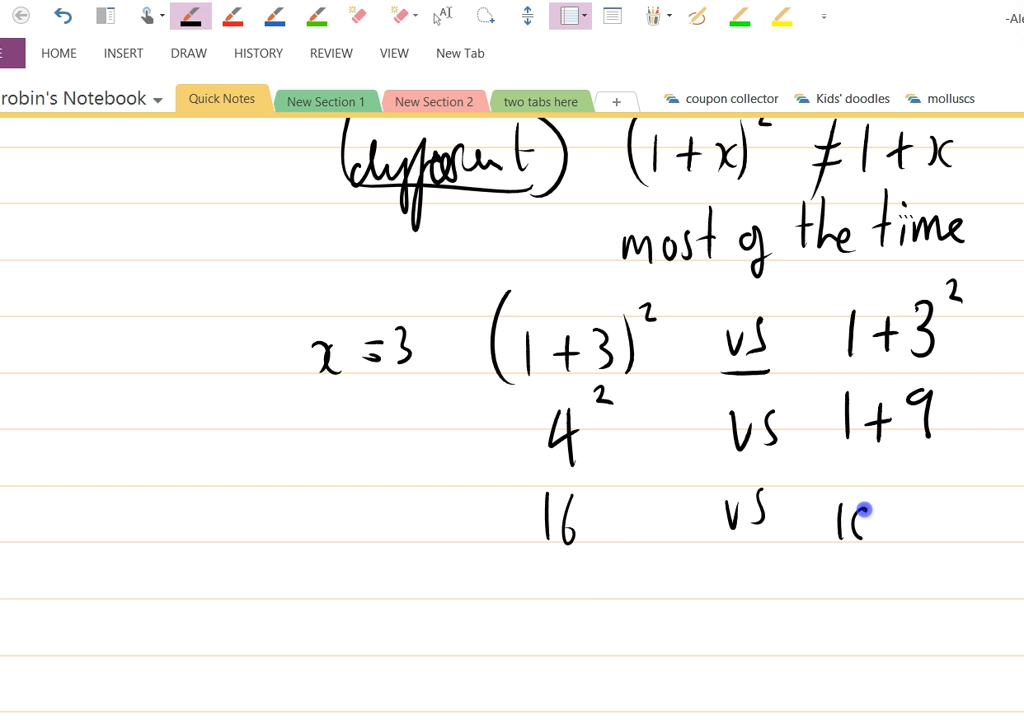 -Ale
HOME INSERT DRAW HISTORY REVIEW VIEW New Tab
robin's Notebook Quick Notes New Section 1 New Section 2 two tabs here + coupon collector Kids' doodles molluscs
(different) (1+x)² ≠ 1+x
most of the time
x=3 (1+3)² vs 1+3²
4² vs 1+9
16 vs 10